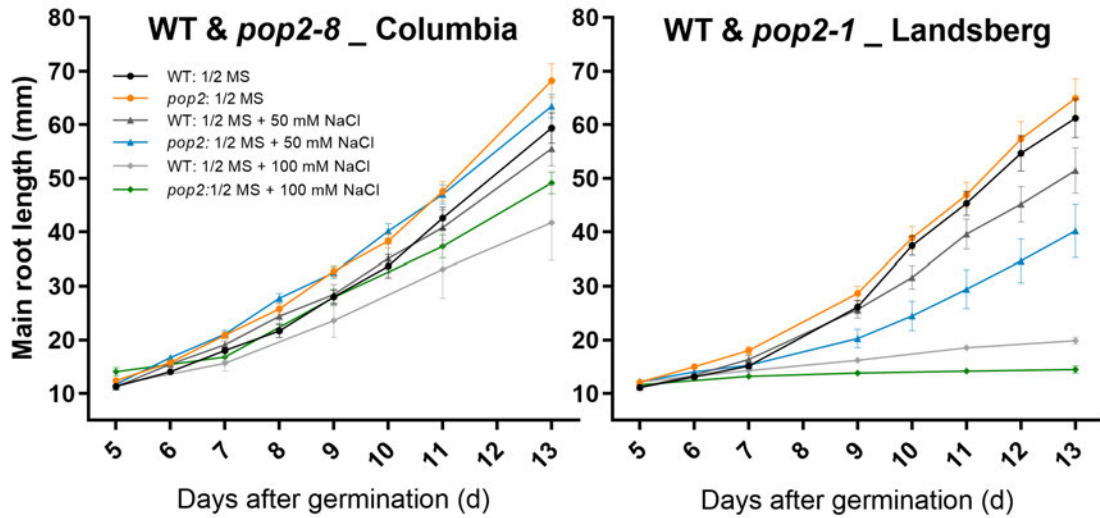 WT & pop2-8 _ Columbia
WT & pop2-1 _ Landsberg
Main root length (mm)
80
70
60
50
40
30
20
10
WT: 1/2 MS
pop2: 1/2 MS
WT: 1/2 MS + 50 mM NaCl
pop2: 1/2 MS + 50 mM NaCl
WT: 1/2 MS + 100 mM NaCl
pop2:1/2 MS + 100 mM NaCl
5 6 7 8 9 10 11 12 13
Days after germination (d)
80
70
60
50
40
30
20
10
5 6 7 8 9 10 11 12 13
Days after germination (d)